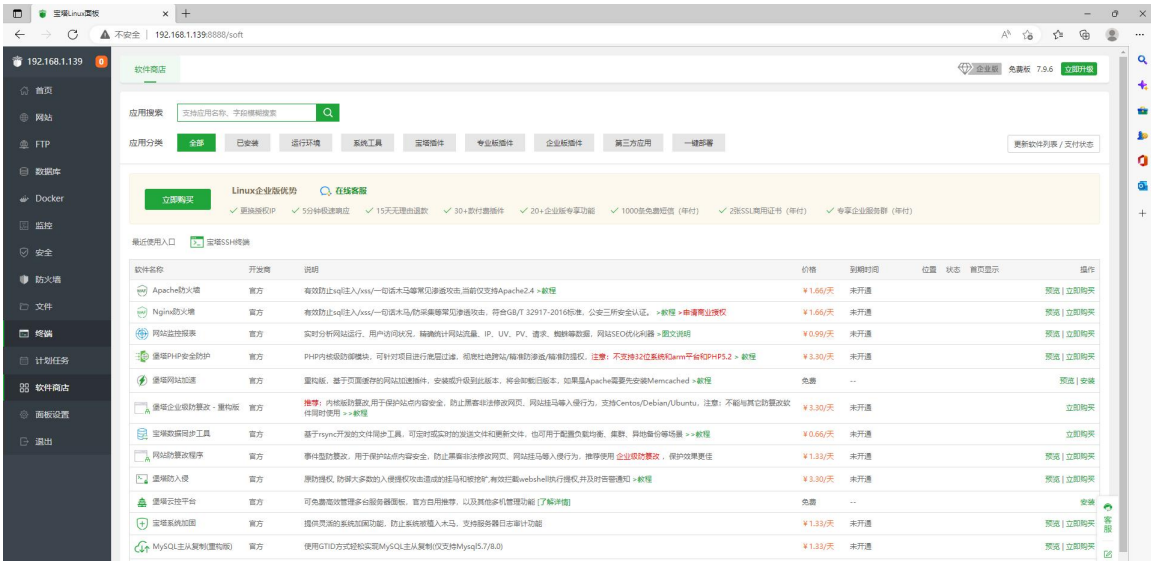 宝塔Linux面板
不安全 192.168.1.139:8888/soft
192.168.1.139 0
首页
网站
FTP
数据库
Docker
监控
安全
防火墙
文件
终端
计划任务
软件商店
面板设置
退出
软件商店 企业版 免费版 7.9.6 立即升级
应用搜索 支持应用名称、字段模糊搜索
应用分类 全部 已安装 运行环境 系统工具 宝塔插件 专业版插件 企业版插件 第三方应用 一键部署 更新软件列表 / 支付状态
立即购买 Linux企业版优势 在线客服
更换授权IP 5分钟极速响应 15天无理由退款 30+款付费插件 20+企业版专享功能 1000条免费短信 (年付) 2张SSL商用证书 (年付) 专享企业服务群 (年付)
最近使用入口 宝塔SSH终端
软件名称 开发商 说明 价格 到期时间 位置 状态 首页显示 操作
Apache防火墙 官方 有效防止sql注入/xss/一句话木马等常见渗透攻击,当前仅支持Apache2.4 >教程 ￥1.66/天 未开通 预览 | 立即购买
Nginx防火墙 官方 有效防止sql注入/xss/一句话木马/防采集等常见渗透攻击，符合GB/T 32917-2016标准，公安三所安全认证。 >教程 >申请商业授权 ￥1.66/天 未开通 预览 | 立即购买
网站监控报表 官方 实时分析网站运行、用户访问状况，精确统计网站流量、IP、UV、PV、请求、蜘蛛等数据，网站SEO优化利器 >图文说明 ￥0.99/天 未开通 预览 | 立即购买
堡塔PHP安全防护 官方 PHP内核级防御模块，可针对项目进行底层过滤，彻底杜绝跨站/精准防渗透/精准防提权，注意：不支持32位系统和arm平台和PHP5.2 > 教程 ￥3.30/天 未开通 预览 | 立即购买
堡塔网站加速 官方 重构版，基于页面缓存的网站加速插件，安装或升级到此版本，将会卸载旧版本，如果是Apache需要先安装Memcached >教程 免费 -- 预览 | 安装
堡塔企业级防篡改 - 重构版 官方 推荐：内核级防篡改,用于保护站点内容安全，防止黑客非法修改网页、网站挂马等入侵行为，支持Centos/Debian/Ubuntu，注意：不能与其它防篡改软
件同时使用 >>教程 ￥3.30/天 未开通 立即购买
宝塔数据同步工具 官方 基于rsync开发的文件同步工具，可定时或实时的发送文件和更新文件，也可用于配置负载均衡、集群、异地备份等场景 >>教程 ￥0.66/天 未开通 立即购买
网站防篡改程序 官方 事件型防篡改，用于保护站点内容安全，防止黑客非法修改网页、网站挂马等入侵行为，推荐使用 企业级防篡改 ，保护效果更佳 ￥1.33/天 未开通 预览 | 立即购买
堡塔防入侵 官方 原防提权, 防御大多数的入侵提权攻击造成的挂马和被挖矿,有效拦截webshell执行提权,并及时告警通知 >教程 ￥3.30/天 未开通 预览 | 立即购买
堡塔云控平台 官方 可免费高效管理多台服务器面板，官方自用推荐，以及其他多机管理功能 [了解详情] 免费 -- 安装
宝塔系统加固 官方 提供灵活的系统加固功能，防止系统被植入木马，支持服务器日志审计功能 ￥1.33/天 未开通 预览 | 立即购买
MySQL主从复制(重构版) 官方 使用GTID方式轻松实现MySQL主从复制(仅支持Mysql5.7/8.0) ￥1.33/天 未开通 预览 | 立即购买
客服